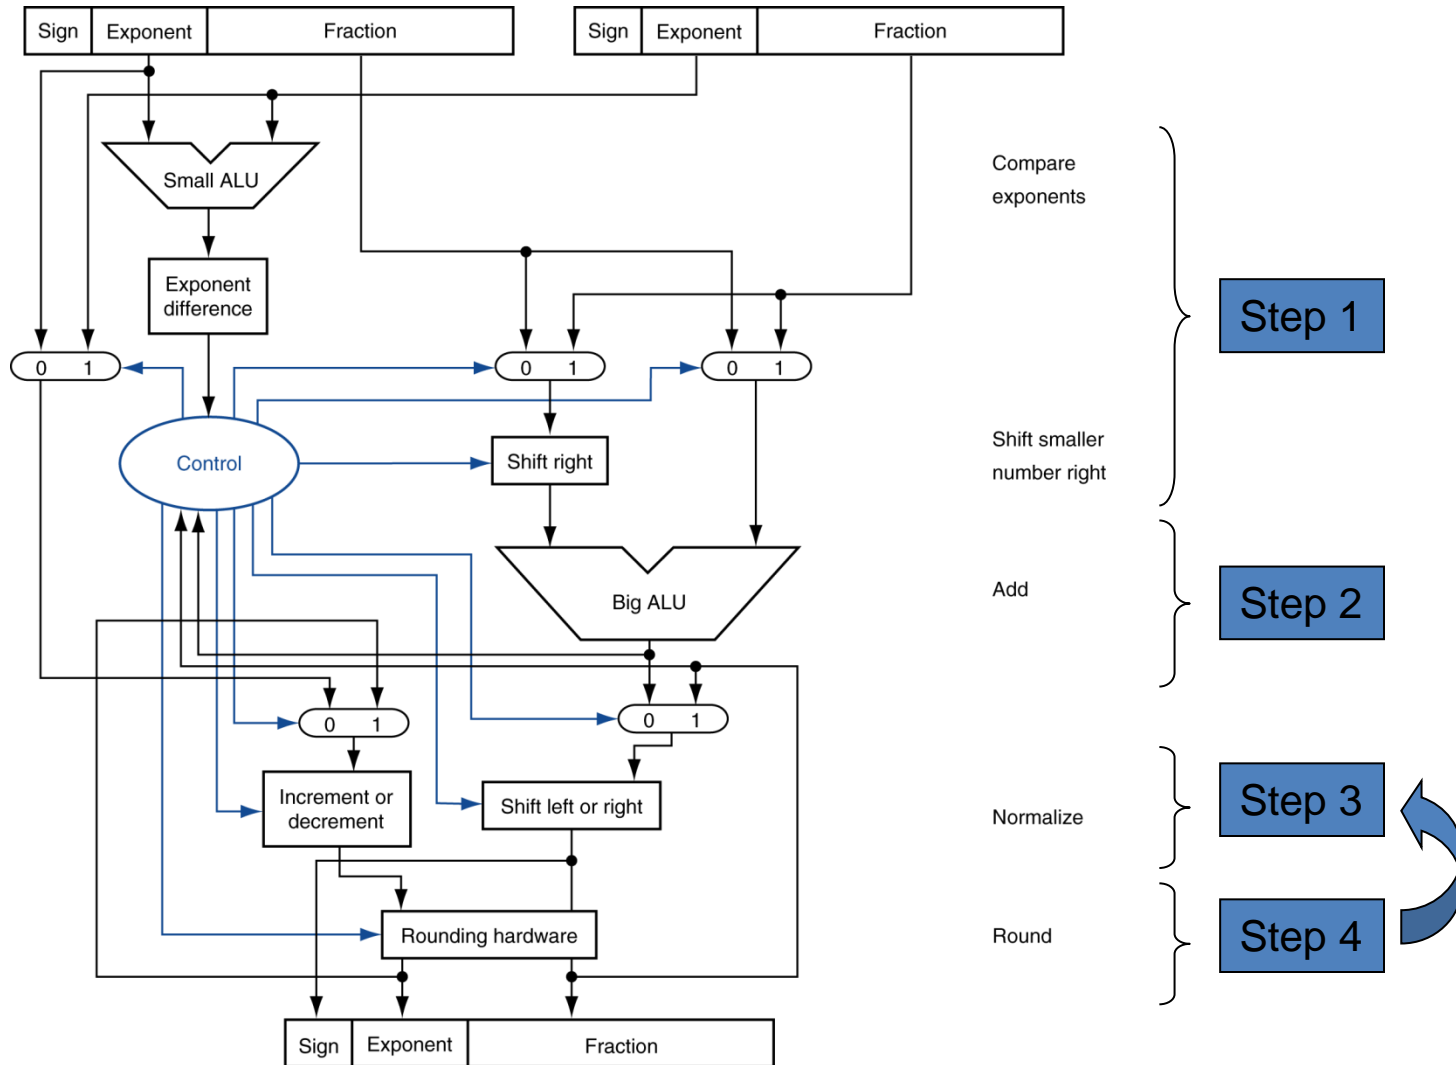 Sign Exponent Fraction Sign Exponent Fraction
Small ALU
Compare
exponents
Exponent
difference
Step 1
0 1 0 1 0 1
Control
Shift right
Shift smaller
number right
Big ALU
Add
Step 2
0 1 0 1
Increment or
decrement
Shift left or right
Normalize
Step 3
Rounding hardware
Round
Step 4
Sign Exponent Fraction